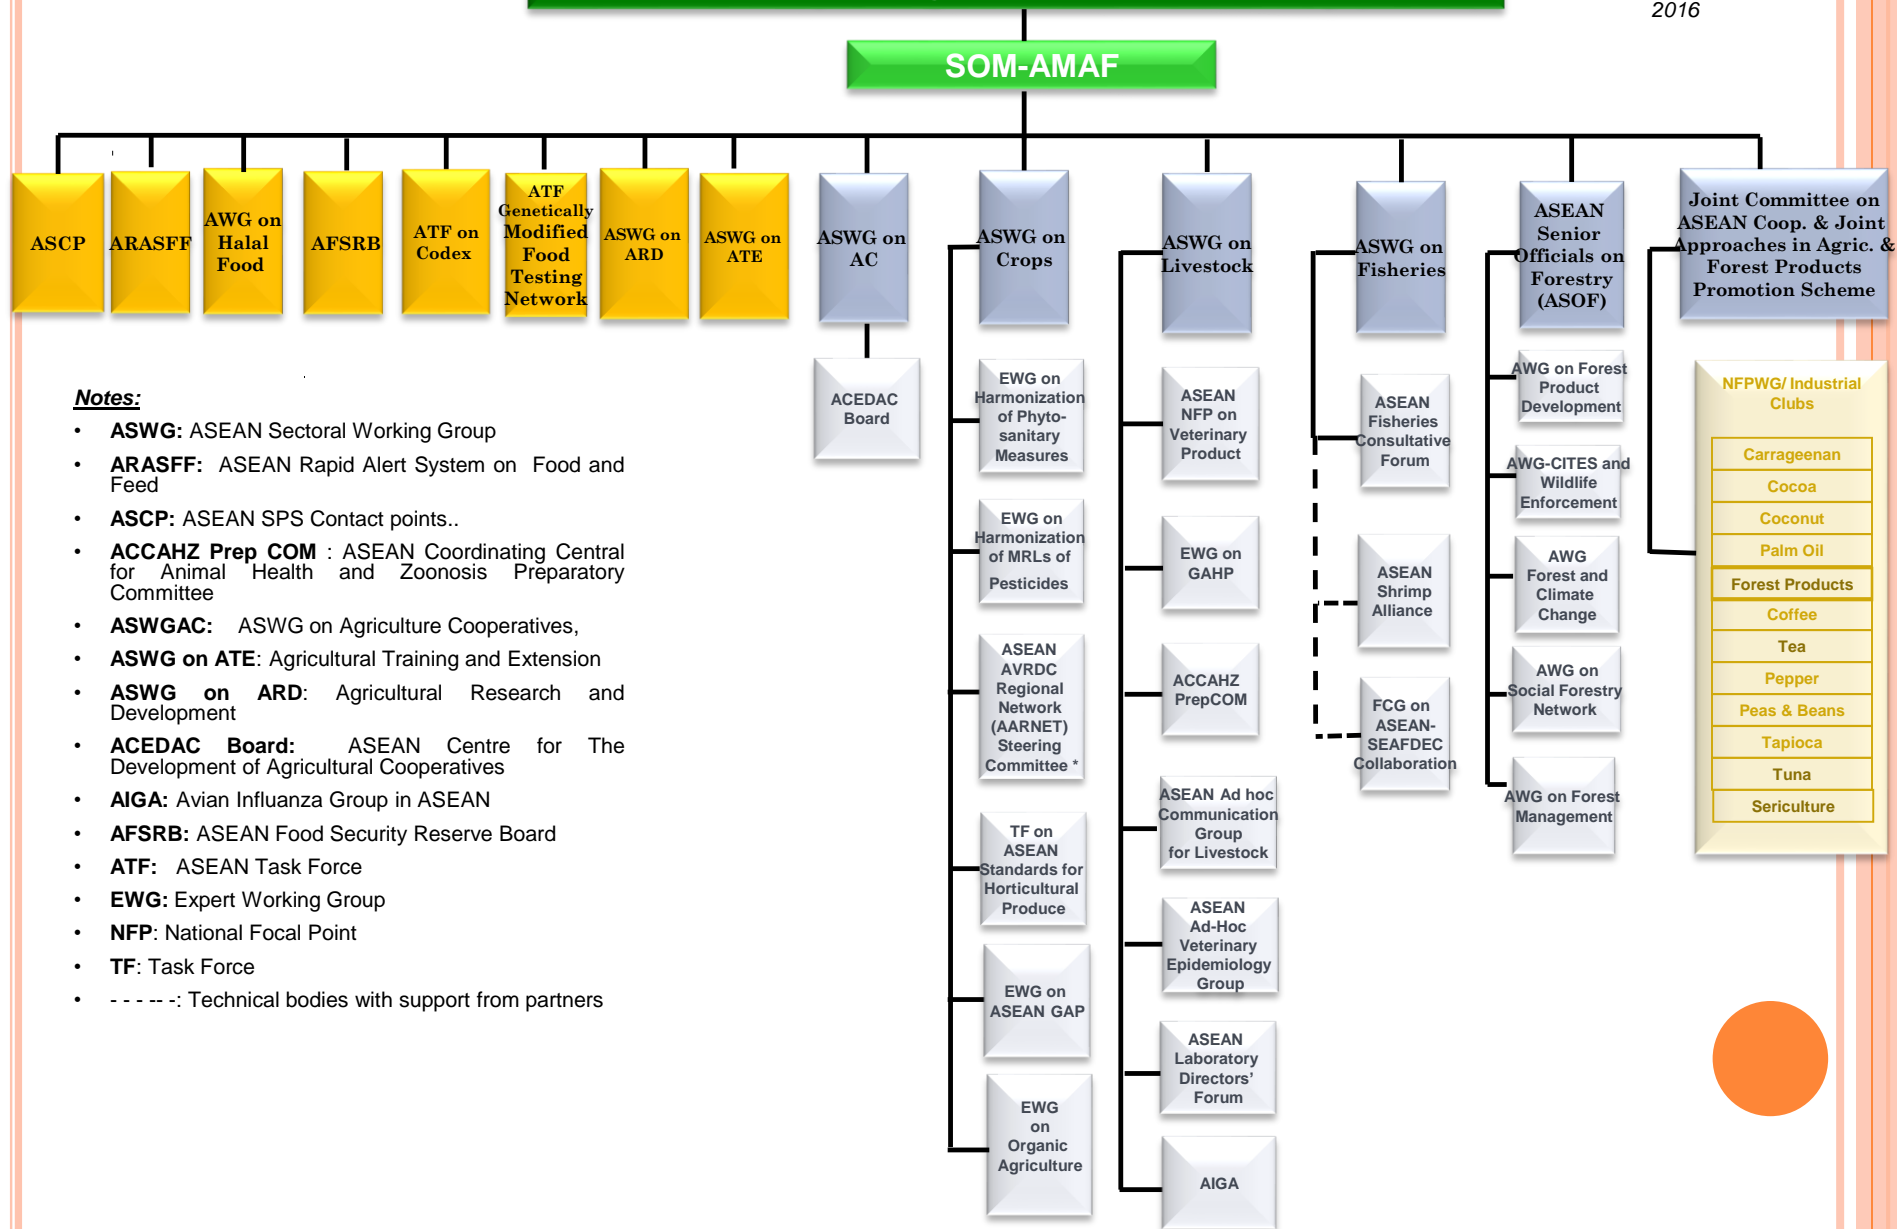 2016
SOM-AMAF
ASCP
ARASFF
AWG on
Halal
Food
AFSRB
ATF on
Codex
ATF
Genetically
Modified
Food
Testing
Network
ASWG on
ARD
ASWG on
ATE
ASWG on
AC
ASWG on
Crops
ASWG on
Livestock
ASWG on
Fisheries
ASEAN
Senior
Officials on
Forestry
(ASOF)
Joint Committee on
ASEAN Coop. & Joint
Approaches in Agric. &
Forest Products
Promotion Scheme
ACEDAC
Board
EWG on
Harmonization
of Phyto-
sanitary
Measures
EWG on
Harmonization
of MRLs of
Pesticides
ASEAN
AVRDC
Regional
Network
(AARNET)
Steering
Committee *
TF on
ASEAN
Standards for
Horticultural
Produce
EWG on
ASEAN GAP
EWG
on
Organic
Agriculture
ASEAN
NFP on
Veterinary
Product
EWG on
GAHP
ACCAHZ
PrepCOM
ASEAN Ad hoc
Communication
Group
for Livestock
ASEAN
Ad-Hoc
Veterinary
Epidemiology
Group
ASEAN
Laboratory
Directors’
Forum
AIGA
ASEAN
Fisheries
Consultative
Forum
ASEAN
Shrimp
Alliance
FCG on
ASEAN-
SEAFDEC
Collaboration
AWG on Forest
Product
Development
AWG-CITES and
Wildlife
Enforcement
AWG
Forest and
Climate
Change
AWG on
Social Forestry
Network
AWG on Forest
Management
NFPWG/ Industrial
Clubs
Carrageenan
Cocoa
Coconut
Palm Oil
Forest Products
Coffee
Tea
Pepper
Peas & Beans
Tapioca
Tuna
Sericulture
Notes:
• ASWG: ASEAN Sectoral Working Group
• ARASFF: ASEAN Rapid Alert System on Food and
Feed
• ASCP: ASEAN SPS Contact points..
• ACCAHZ Prep COM : ASEAN Coordinating Central
for Animal Health and Zoonosis Preparatory
Committee
• ASWGAC: ASWG on Agriculture Cooperatives,
• ASWG on ATE: Agricultural Training and Extension
• ASWG on ARD: Agricultural Research and
Development
• ACEDAC Board: ASEAN Centre for The
Development of Agricultural Cooperatives
• AIGA: Avian Influanza Group in ASEAN
• AFSRB: ASEAN Food Security Reserve Board
• ATF: ASEAN Task Force
• EWG: Expert Working Group
• NFP: National Focal Point
• TF: Task Force
• - - - -- -: Technical bodies with support from partners